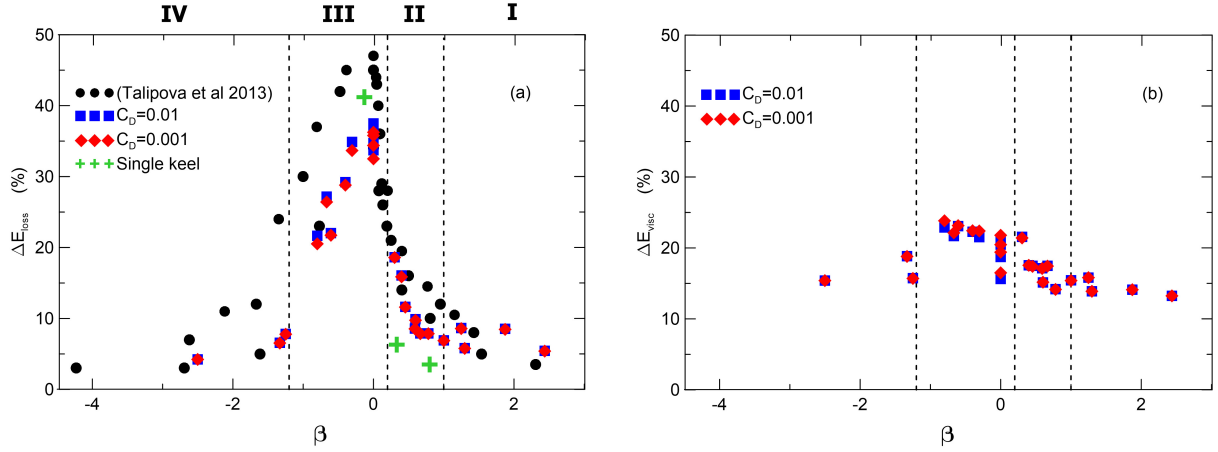 IV III II I
50
40
30
20
10
0
ΔE_loss (%)
(Talipova et al 2013)
C_D=0.01
C_D=0.001
Single keel
(a)
-4 -2 0 2
β
50
40
30
20
10
0
ΔE_visc (%)
C_D=0.01
C_D=0.001
(b)
-4 -2 0 2
β